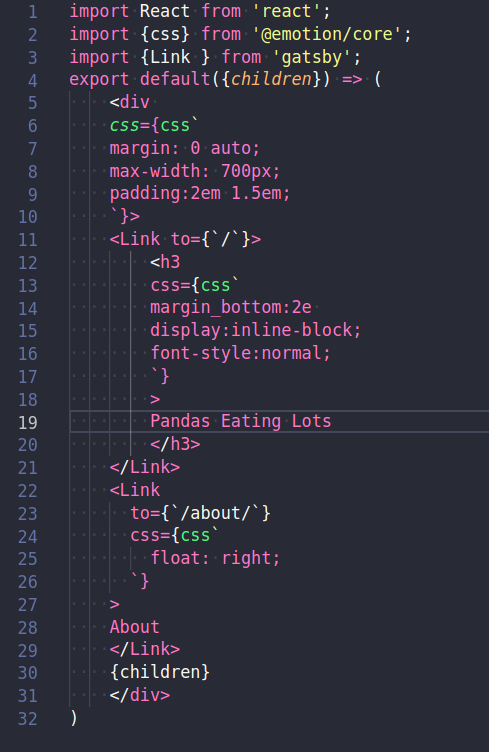 1 import React from 'react';
2 import {css} from '@emotion/core';
3 import {Link } from 'gatsby';
4 export default({children}) => (
5     <div
6     css={css`
7     margin: 0 auto;
8     max-width: 700px;
9     padding:2em 1.5em;
10     `}>
11     <Link to={`/`}>
12         <h3
13         css={css`
14         margin_bottom:2e
15         display:inline-block;
16         font-style:normal;
17         `}
18         >
19         Pandas Eating Lots
20         </h3>
21     </Link>
22     <Link
23       to={`/about/`}
24       css={css`
25         float: right;
26       `}
27     >
28     About
29     </Link>
30     {children}
31     </div>
32 )